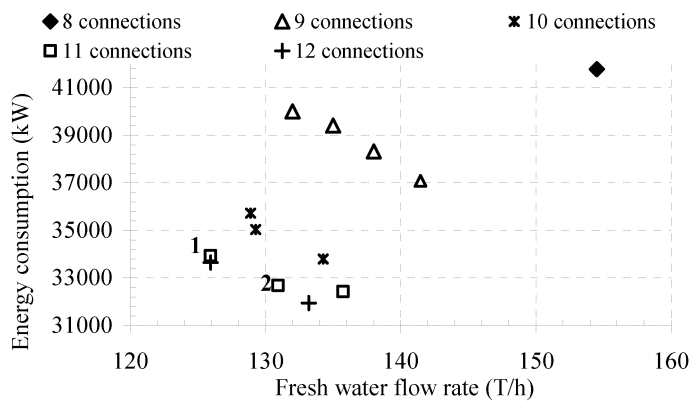 8 connections
9 connections
10 connections
11 connections
12 connections
Energy consumption (kW)
41000
39000
37000
35000
33000
31000
1
2
120
130
140
150
160
Fresh water flow rate (T/h)